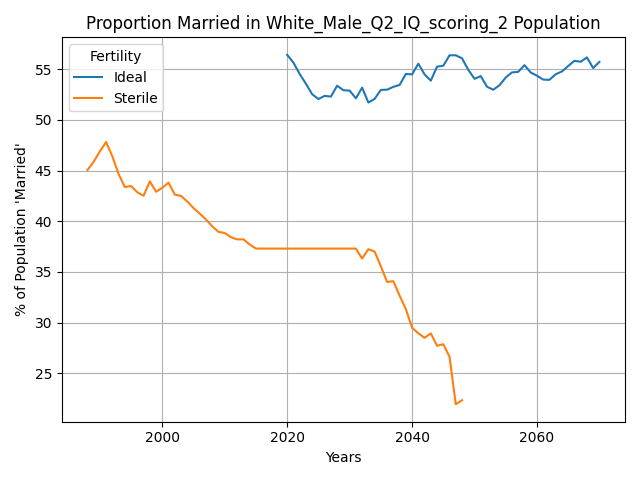 Proportion Married in White_Male_Q2_IQ_scoring_2 Population
Fertility
Ideal
Sterile
% of Population 'Married'
55
50
45
40
35
30
25
2000
2020
2040
2060
Years